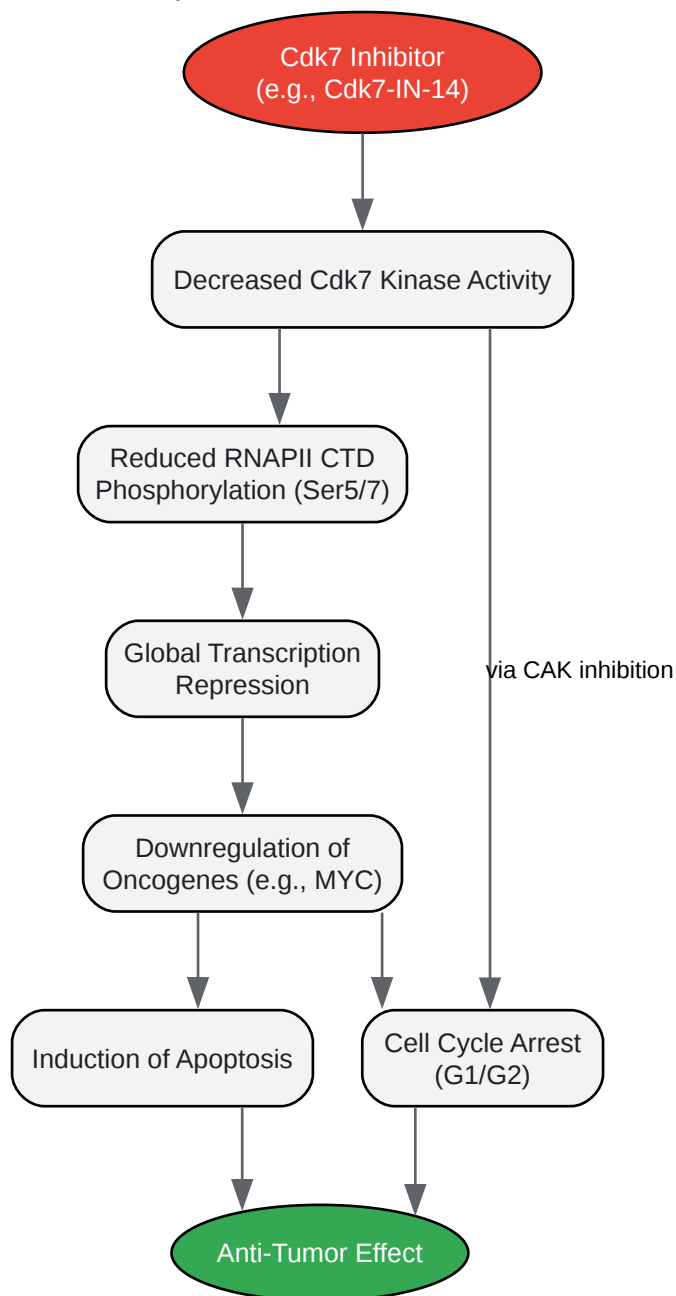 Cdk7 Inhibitor
(e.g., Cdk7-IN-14)
Decreased Cdk7 Kinase Activity
Reduced RNAPII CTD
Phosphorylation (Ser5/7)
Global Transcription
Repression
via CAK inhibition
Downregulation of
Oncogenes (e.g., MYC)
Induction of Apoptosis
Cell Cycle Arrest
(G1/G2)
Anti-Tumor Effect